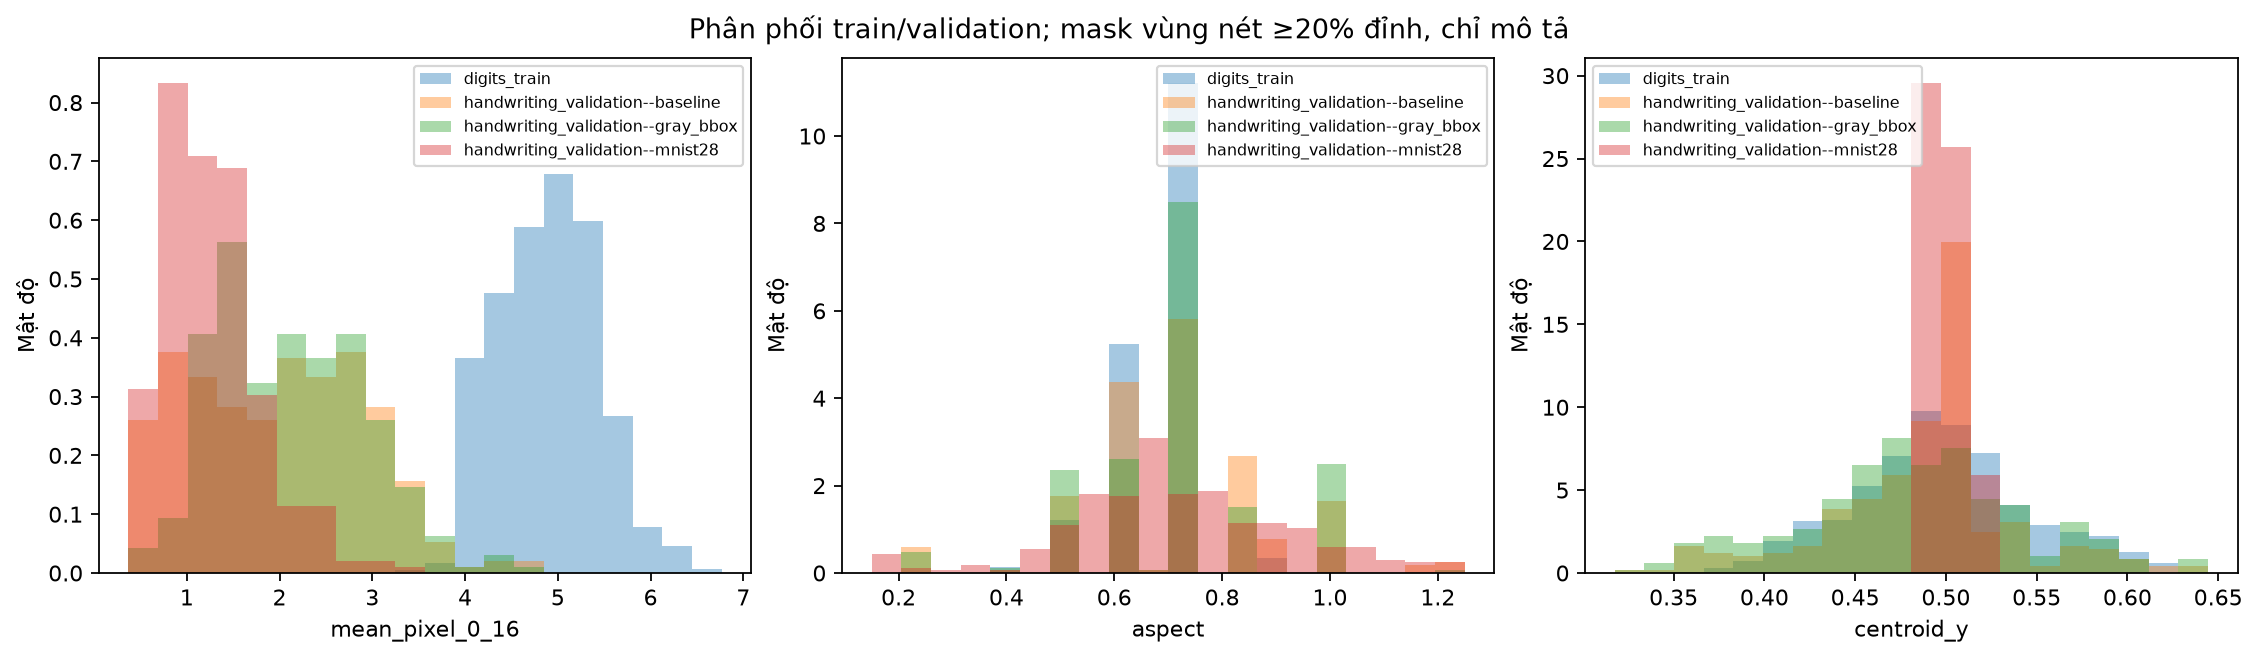 Phân phối train/validation; mask vùng nét ≥20% đỉnh, chỉ mô tả
digits_train
handwriting_validation--baseline
handwriting_validation--gray_bbox
handwriting_validation--mnist28
Mật độ
0.8
0.7
0.6
0.5
0.4
0.3
0.2
0.1
0.0
1 2 3 4 5 6 7
mean_pixel_0_16
digits_train
handwriting_validation--baseline
handwriting_validation--gray_bbox
handwriting_validation--mnist28
Mật độ
10
8
6
4
2
0
0.2 0.4 0.6 0.8 1.0 1.2
aspect
digits_train
handwriting_validation--baseline
handwriting_validation--gray_bbox
handwriting_validation--mnist28
Mật độ
30
25
20
15
10
5
0
0.35 0.40 0.45 0.50 0.55 0.60 0.65
centroid_y